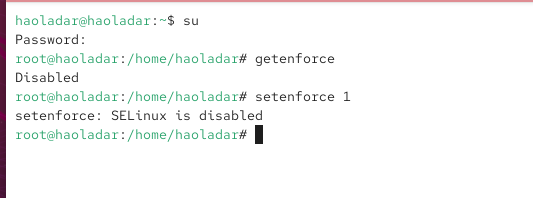 haoladar@haoladar:~$ su
Password:
root@haoladar:/home/haoladar# getenforce
Disabled
root@haoladar:/home/haoladar# setenforce 1
setenforce: SELinux is disabled
root@haoladar:/home/haoladar#